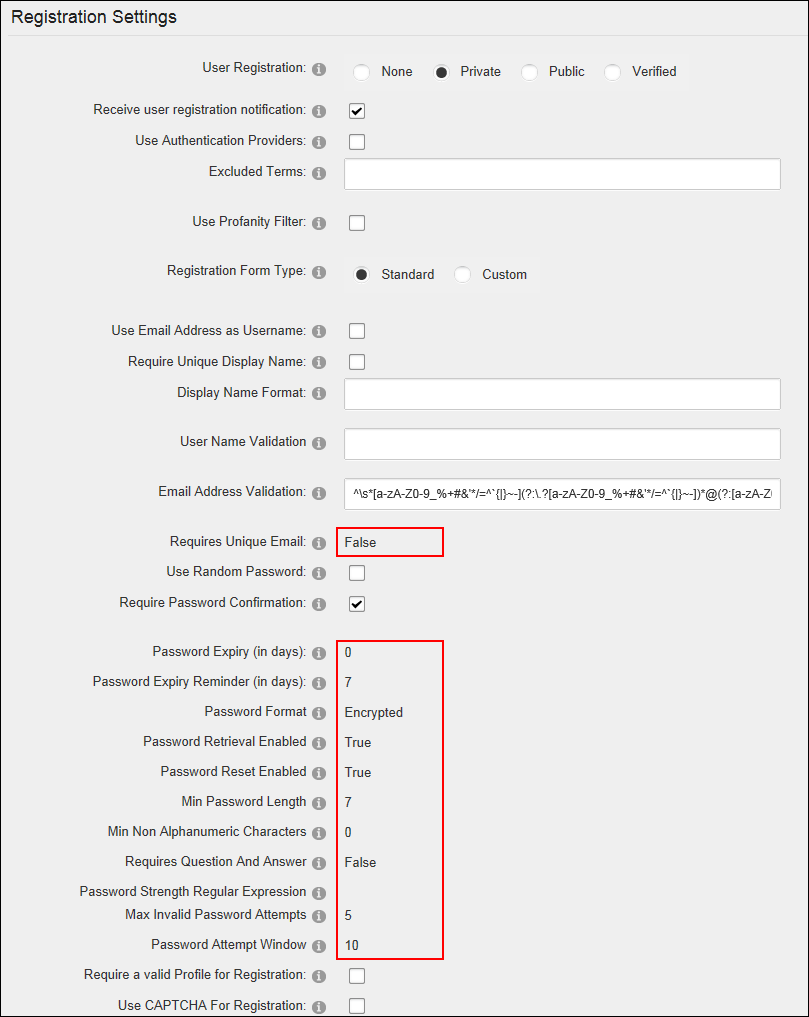 Registration Settings
User Registration: None Private Public Verified
Receive user registration notification:
Use Authentication Providers:
Excluded Terms:
Use Profanity Filter:
Registration Form Type: Standard Custom
Use Email Address as Username:
Require Unique Display Name:
Display Name Format:
User Name Validation
Email Address Validation: ^\s*[a-zA-Z0-9_%+#&'*/=^`{|}~-](?:\.?[a-zA-Z0-9_%+#&'*/=^`{|}~-])*@(?:[a-zA-Z0
Requires Unique Email: False
Use Random Password:
Require Password Confirmation:
Password Expiry (in days): 0
Password Expiry Reminder (in days): 7
Password Format Encrypted
Password Retrieval Enabled True
Password Reset Enabled True
Min Password Length 7
Min Non Alphanumeric Characters 0
Requires Question And Answer False
Password Strength Regular Expression
Max Invalid Password Attempts 5
Password Attempt Window 10
Require a valid Profile for Registration:
Use CAPTCHA For Registration: